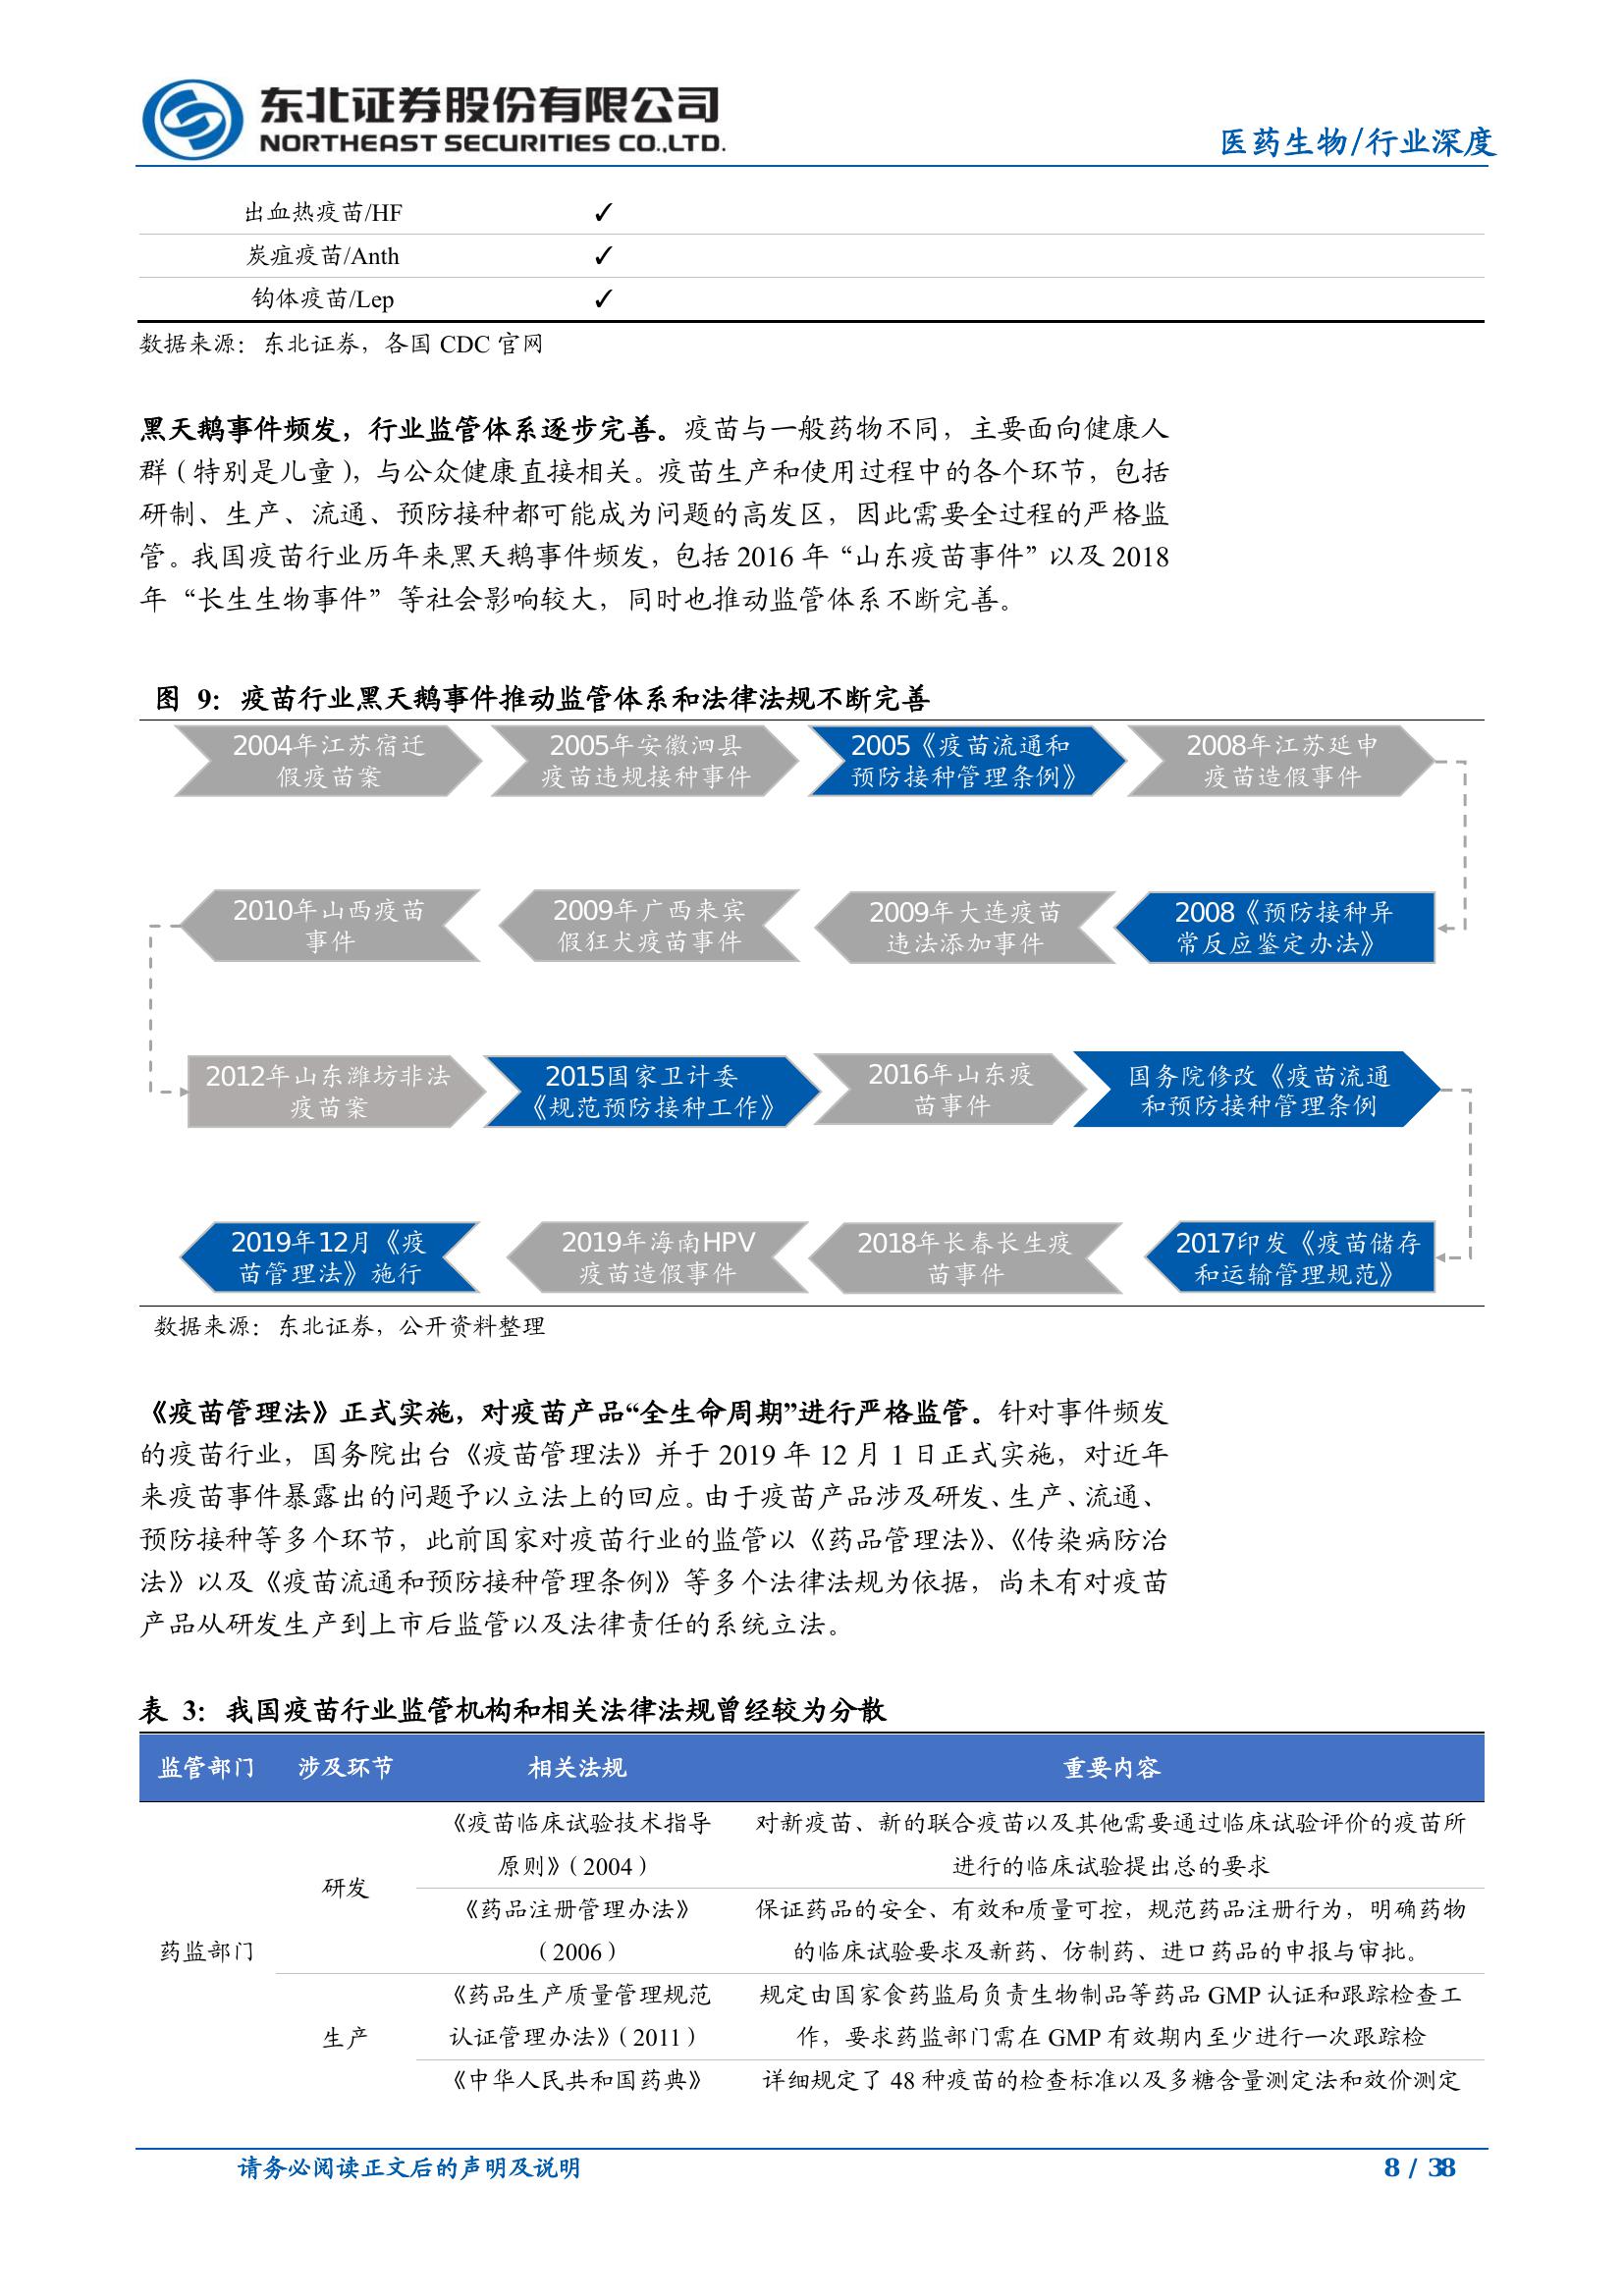 东北证券股份有限公司
NORTHEAST SECURITIES CO.,LTD.
医药生物/行业深度
出血热疫苗/HF ✓
炭疽疫苗/Anth ✓
钩体疫苗/Lep ✓
数据来源：东北证券，各国 CDC 官网
黑天鹅事件频发，行业监管体系逐步完善。疫苗与一般药物不同，主要面向健康人
群（特别是儿童），与公众健康直接相关。疫苗生产和使用过程中的各个环节，包括
研制、生产、流通、预防接种都可能成为问题的高发区，因此需要全过程的严格监
管。我国疫苗行业历年来黑天鹅事件频发，包括 2016 年“山东疫苗事件”以及 2018
年“长生生物事件”等社会影响较大，同时也推动监管体系不断完善。
图 9：疫苗行业黑天鹅事件推动监管体系和法律法规不断完善
2004年江苏宿迁
假疫苗案
2005年安徽泗县
疫苗违规接种事件
2005《疫苗流通和
预防接种管理条例》
2008年江苏延申
疫苗造假事件
2008《预防接种异
常反应鉴定办法》
2009年大连疫苗
违法添加事件
2009年广西来宾
假狂犬疫苗事件
2010年山西疫苗
事件
2012年山东潍坊非法
疫苗案
2015国家卫计委
《规范预防接种工作》
2016年山东疫
苗事件
国务院修改《疫苗流通
和预防接种管理条例
2017印发《疫苗储存
和运输管理规范》
2018年长春长生疫
苗事件
2019年海南HPV
疫苗造假事件
2019年12月《疫
苗管理法》施行
数据来源：东北证券，公开资料整理
《疫苗管理法》正式实施，对疫苗产品“全生命周期”进行严格监管。针对事件频发
的疫苗行业，国务院出台《疫苗管理法》并于 2019 年 12 月 1 日正式实施，对近年
来疫苗事件暴露出的问题予以立法上的回应。由于疫苗产品涉及研发、生产、流通、
预防接种等多个环节，此前国家对疫苗行业的监管以《药品管理法》、《传染病防治
法》以及《疫苗流通和预防接种管理条例》等多个法律法规为依据，尚未有对疫苗
产品从研发生产到上市后监管以及法律责任的系统立法。
表 3：我国疫苗行业监管机构和相关法律法规曾经较为分散
监管部门 涉及环节 相关法规 重要内容
药监部门
研发
《疫苗临床试验技术指导
原则》（2004）
对新疫苗、新的联合疫苗以及其他需要通过临床试验评价的疫苗所
进行的临床试验提出总的要求
《药品注册管理办法》
（2006）
保证药品的安全、有效和质量可控，规范药品注册行为，明确药物
的临床试验要求及新药、仿制药、进口药品的申报与审批。
生产
《药品生产质量管理规范
认证管理办法》（2011）
规定由国家食药监局负责生物制品等药品 GMP 认证和跟踪检查工
作，要求药监部门需在 GMP 有效期内至少进行一次跟踪检
《中华人民共和国药典》
详细规定了 48 种疫苗的检查标准以及多糖含量测定法和效价测定
请务必阅读正文后的声明及说明
8 / 38